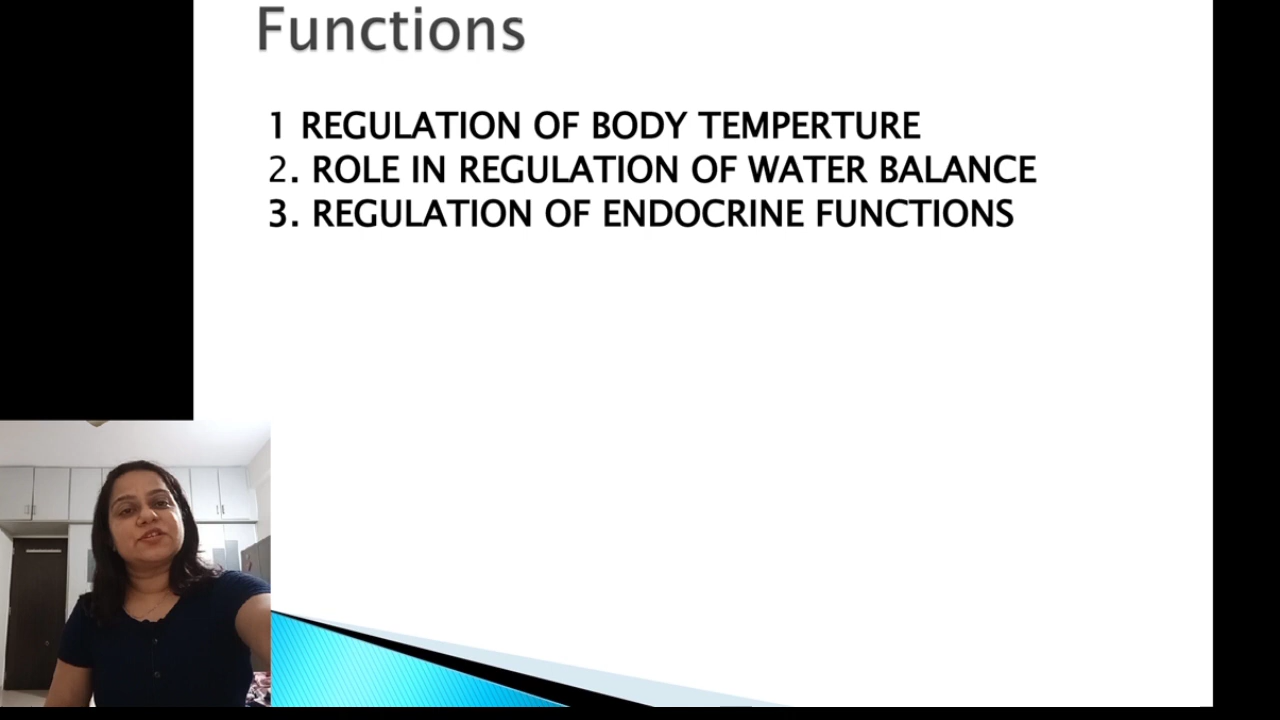 Functions
1 REGULATION OF BODY TEMPERTURE
2. ROLE IN REGULATION OF WATER BALANCE
3. REGULATION OF ENDOCRINE FUNCTIONS